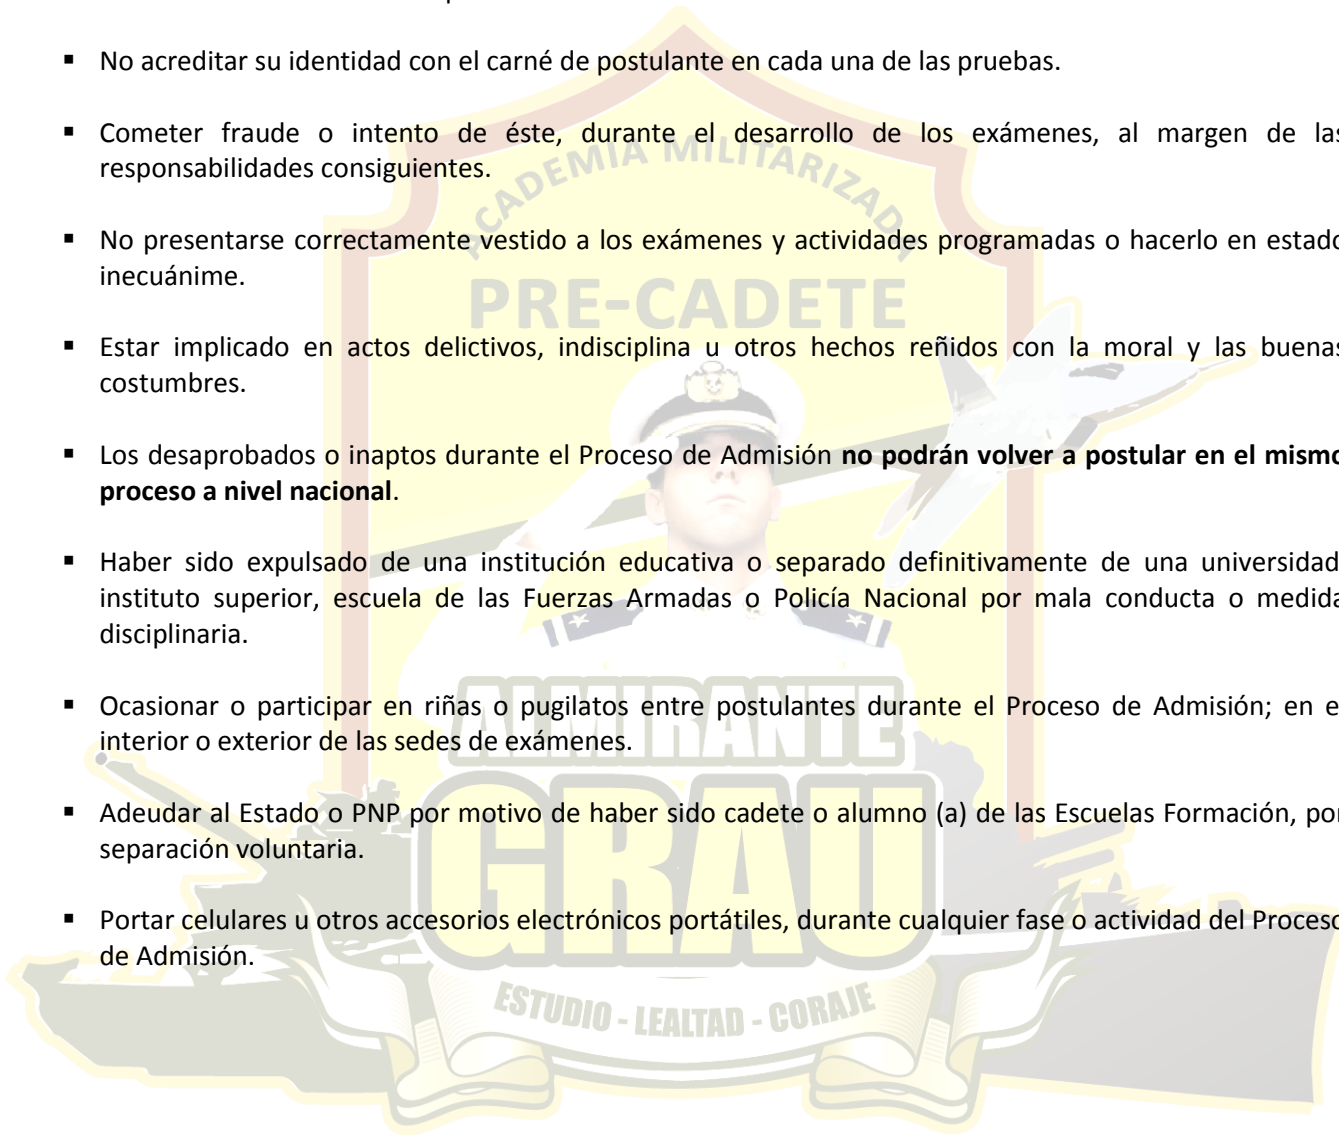 ▪ No acreditar su identidad con el carné de postulante en cada una de las pruebas.
▪ Cometer fraude o intento de éste, durante el desarrollo de los exámenes, al margen de las
responsabilidades consiguientes.
▪ No presentarse correctamente vestido a los exámenes y actividades programadas o hacerlo en estado
inecuánime.
▪ Estar implicado en actos delictivos, indisciplina u otros hechos reñidos con la moral y las buenas
costumbres.
▪ Los desaprobados o inaptos durante el Proceso de Admisión no podrán volver a postular en el mismo
proceso a nivel nacional.
▪ Haber sido expulsado de una institución educativa o separado definitivamente de una universidad
instituto superior, escuela de las Fuerzas Armadas o Policía Nacional por mala conducta o medida
disciplinaria.
▪ Ocasionar o participar en riñas o pugilatos entre postulantes durante el Proceso de Admisión; en el
interior o exterior de las sedes de exámenes.
▪ Adeudar al Estado o PNP por motivo de haber sido cadete o alumno (a) de las Escuelas Formación, por
separación voluntaria.
▪ Portar celulares u otros accesorios electrónicos portátiles, durante cualquier fase o actividad del Proceso
de Admisión.
ACADEMIA MILITARIZADA
PRE-CADETE
ALMIRANTE
GRAU
ESTUDIO - LEALTAD - CORAJE